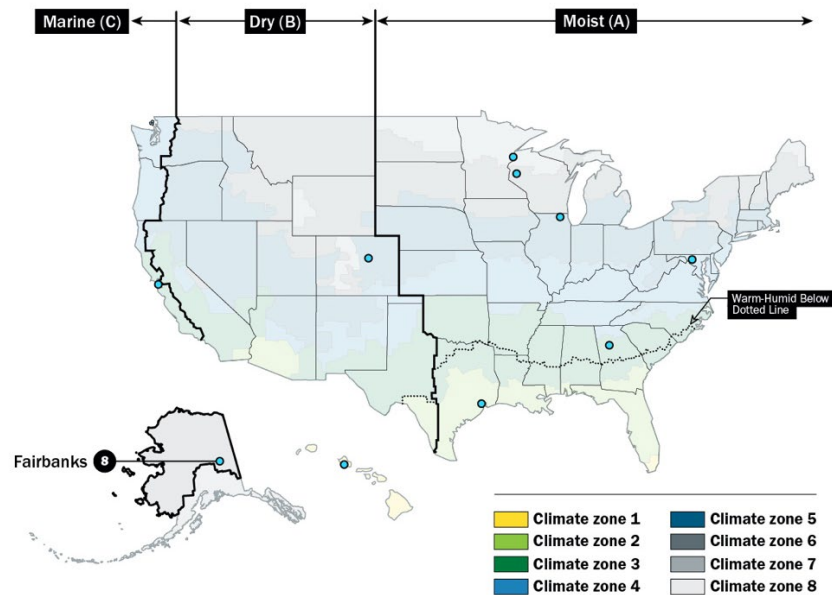 Marine (C)
Dry (B)
Moist (A)
Warm-Humid Below
Dotted Line
Fairbanks 8
Climate zone 1
Climate zone 2
Climate zone 3
Climate zone 4
Climate zone 5
Climate zone 6
Climate zone 7
Climate zone 8